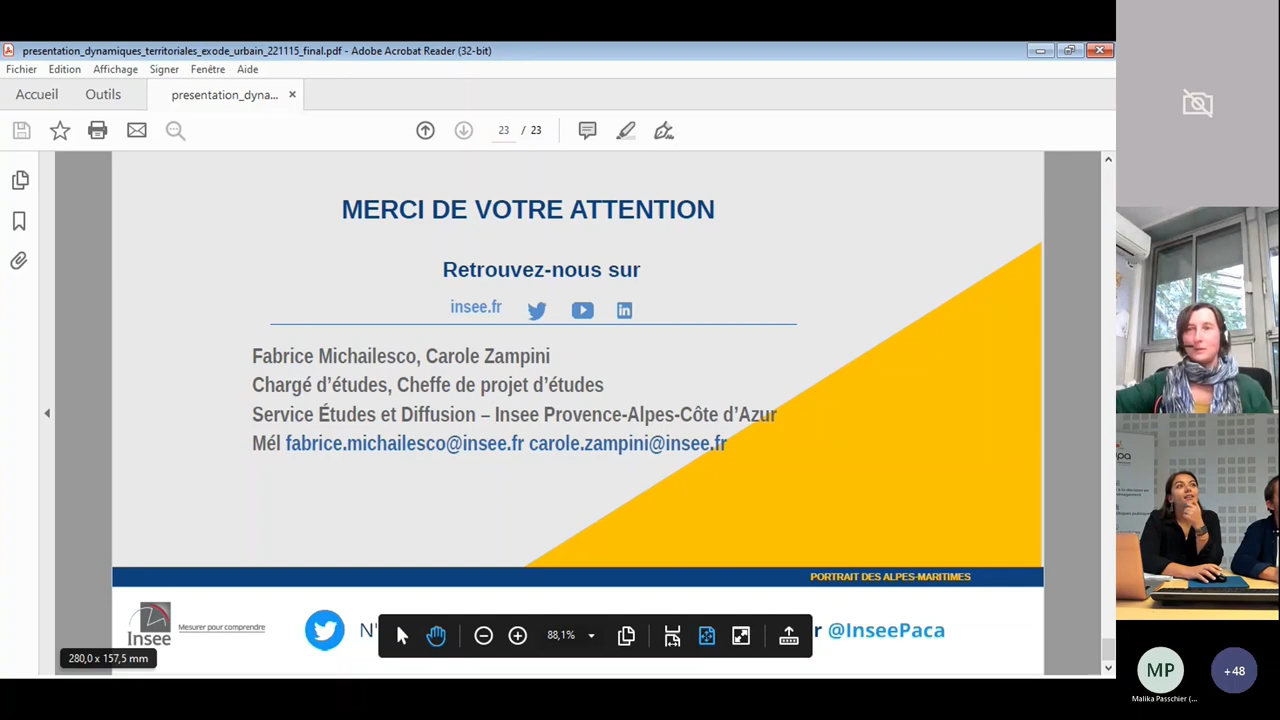 presentation_dynamiques_territoriales_exode_urbain_221115_final.pdf - Adobe Acrobat Reader (32-bit)
Fichier Edition Affichage Signer Fenêtre Aide
Accueil Outils presentation_dyna... ×
23 / 23
MERCI DE VOTRE ATTENTION
Retrouvez-nous sur
insee.fr
Fabrice Michailesco, Carole Zampini
Chargé d'études, Cheffe de projet d'études
Service Études et Diffusion – Insee Provence-Alpes-Côte d'Azur
Mél fabrice.michailesco@insee.fr carole.zampini@insee.fr
PORTRAIT DES ALPES-MARITIMES
Insee
Mesurer pour comprendre
N'
r @InseePaca
88,1%
280,0 x 157,5 mm
MP
+48
Malika Passchier (...